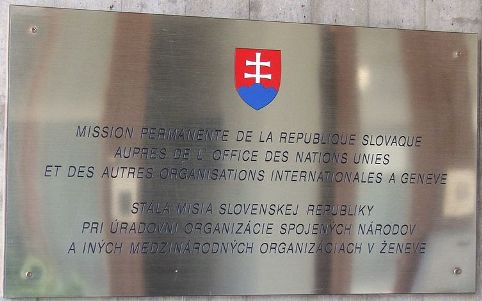 MISSION PERMANENTE DE LA REPUBLIQUE SLOVAQUE
AUPRES DE L' OFFICE DES NATIONS UNIES
ET DES AUTRES ORGANISATIONS INTERNATIONALES A GENEVE
STÁLA MISIA SLOVENSKEJ REPUBLIKY
PRI ÚRADOVNI ORGANIZÁCIE SPOJENÝCH NÁRODOV
A INÝCH MEDZINÁRODNÝCH ORGANIZÁCIACH V ŽENEVE